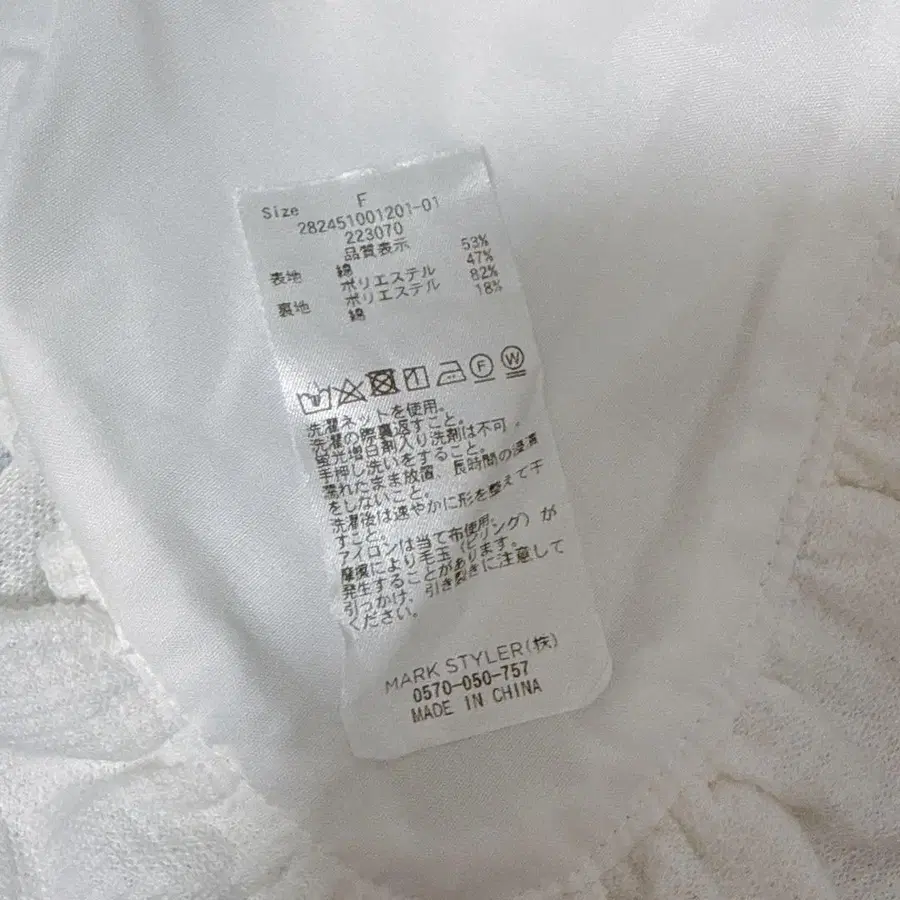 Size F
282451001201-01
223070
品質表示
表地 綿 53%
ポリエステル 47%
裏地 ポリエステル 82%
綿 18%
F W
洗濯ネットを使用。
洗濯の際裏返すこと。
蛍光増白剤入り洗剤は不可。
手押し洗いをすること。
濡れたまま放置、長時間の浸漬
をしないこと。
洗濯後は速やかに形を整えて干
すこと。
アイロンは当て布使用。
摩擦により毛玉(ピリング)が
発生することがあります。
引っかけ、引き裂きに注意して
ください。
MARK STYLER(株)
0570-050-757
MADE IN CHINA